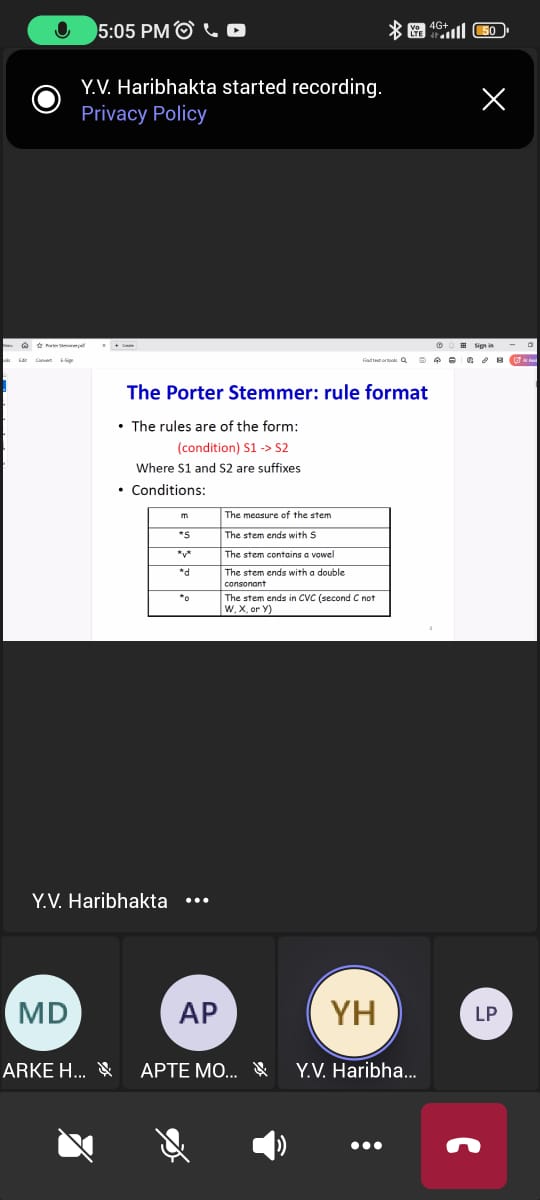 5:05 PM
Vo LTE 4G+ 50
Y.V. Haribhakta started recording.
Privacy Policy
Porter Stemmer.pdf
Create
Sign in
Edit Convert E-Sign
Find text or tools
The Porter Stemmer: rule format
• The rules are of the form:
(condition) S1 -> S2
Where S1 and S2 are suffixes
• Conditions:
m The measure of the stem
*S The stem ends with S
*v* The stem contains a vowel
*d The stem ends with a double
consonant
*o The stem ends in CVC (second C not
W, X, or Y)
Y.V. Haribhakta
MD AP YH LP
ARKE H... APTE MO... Y.V. Haribha...